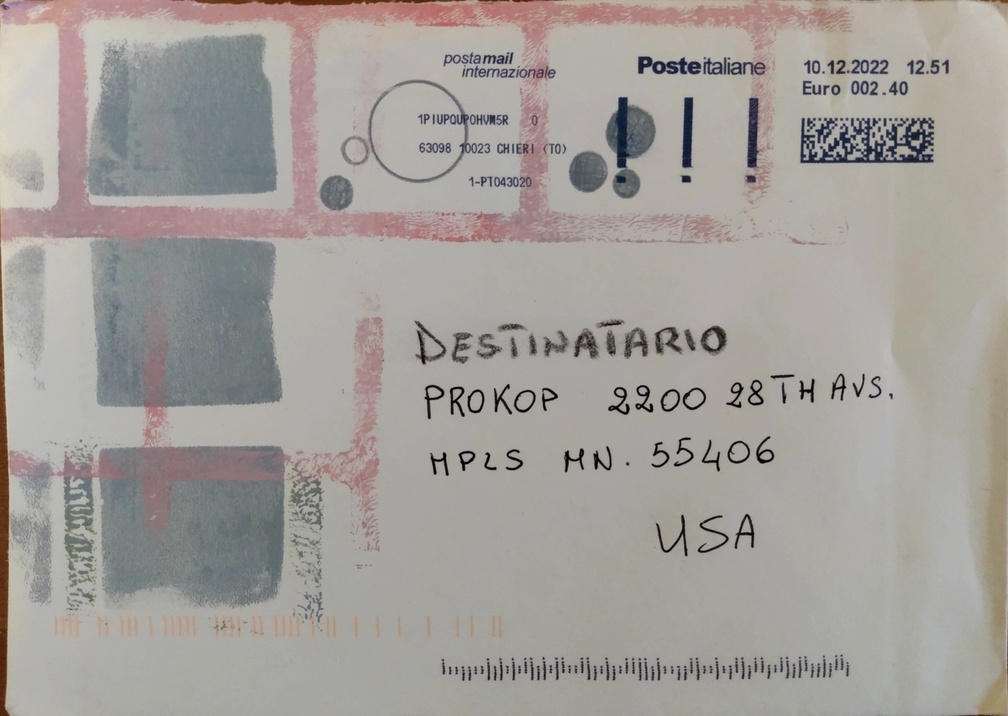 postamail
internazionale
Posteitaliane
10.12.2022 12.51
Euro 002.40
1PIUPQUPOHVM5R 0
63098 10023 CHIERI (TO)
1-PT043020
! ! !
DESTINATARIO
PROKOP 2200 28TH AVS.
MPLS MN. 55406
USA